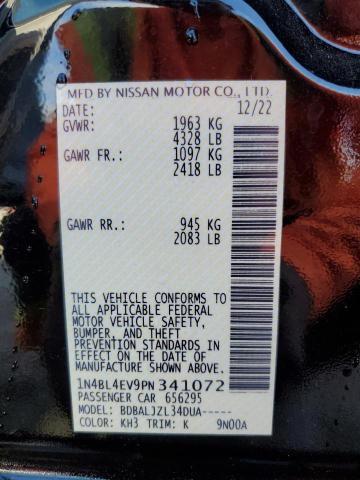 MFD BY NISSAN MOTOR CO., LTD.
DATE: 12/22
GVWR: 1963 KG
4328 LB
GAWR FR.: 1097 KG
2418 LB
GAWR RR.: 945 KG
2083 LB
THIS VEHICLE CONFORMS TO
ALL APPLICABLE FEDERAL
MOTOR VEHICLE SAFETY,
BUMPER, AND THEFT
PREVENTION STANDARDS IN
EFFECT ON THE DATE OF
MANUFACTURE SHOWN ABOVE.
1N4BL4EV9PN341072
PASSENGER CAR 656295
MODEL: BDBALJZL34DUA-----
COLOR: KH3 TRIM: K 9N00A